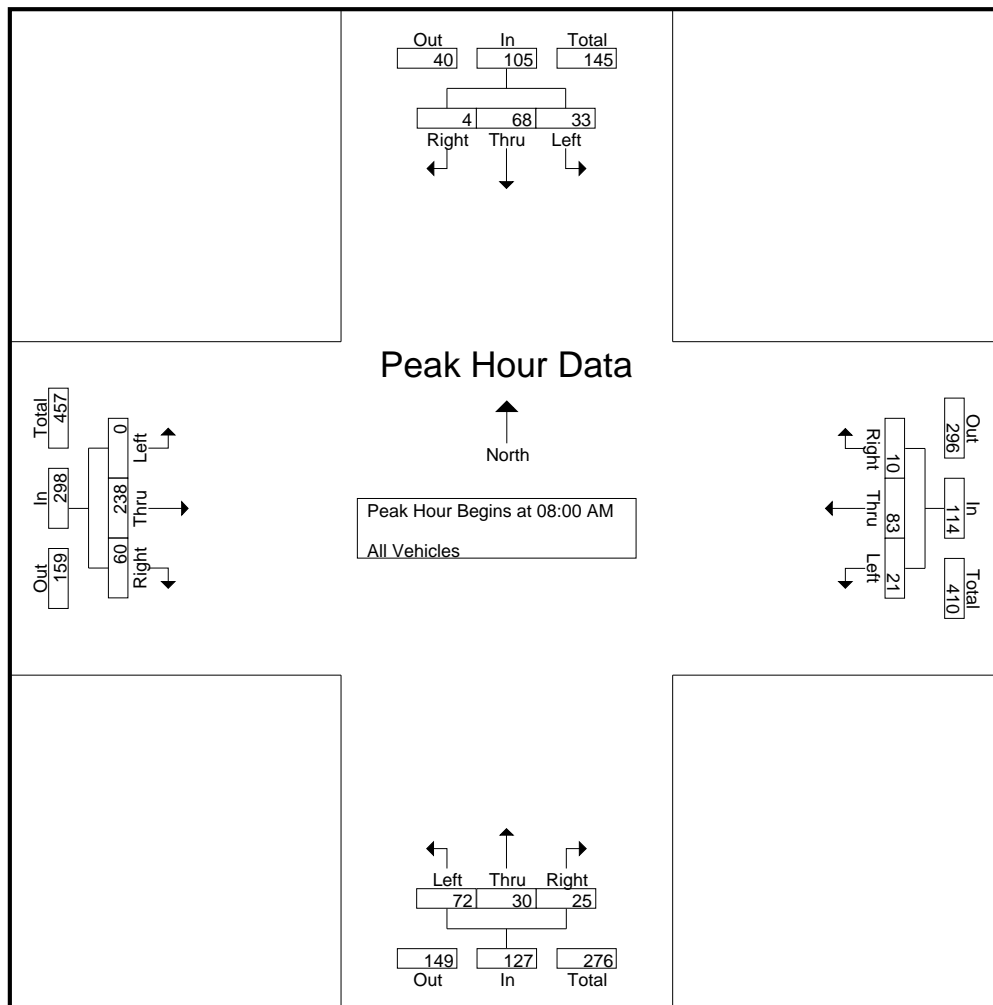 Out In Total
40 105 145
4 68 33
Right Thru Left
Peak Hour Data
North
Peak Hour Begins at 08:00 AM
All Vehicles
Total In Out
457 298 159
0 238 60
Left Thru Right
Right Thru Left
10 83 21
Out In Total
296 114 410
Left Thru Right
72 30 25
149 127 276
Out In Total